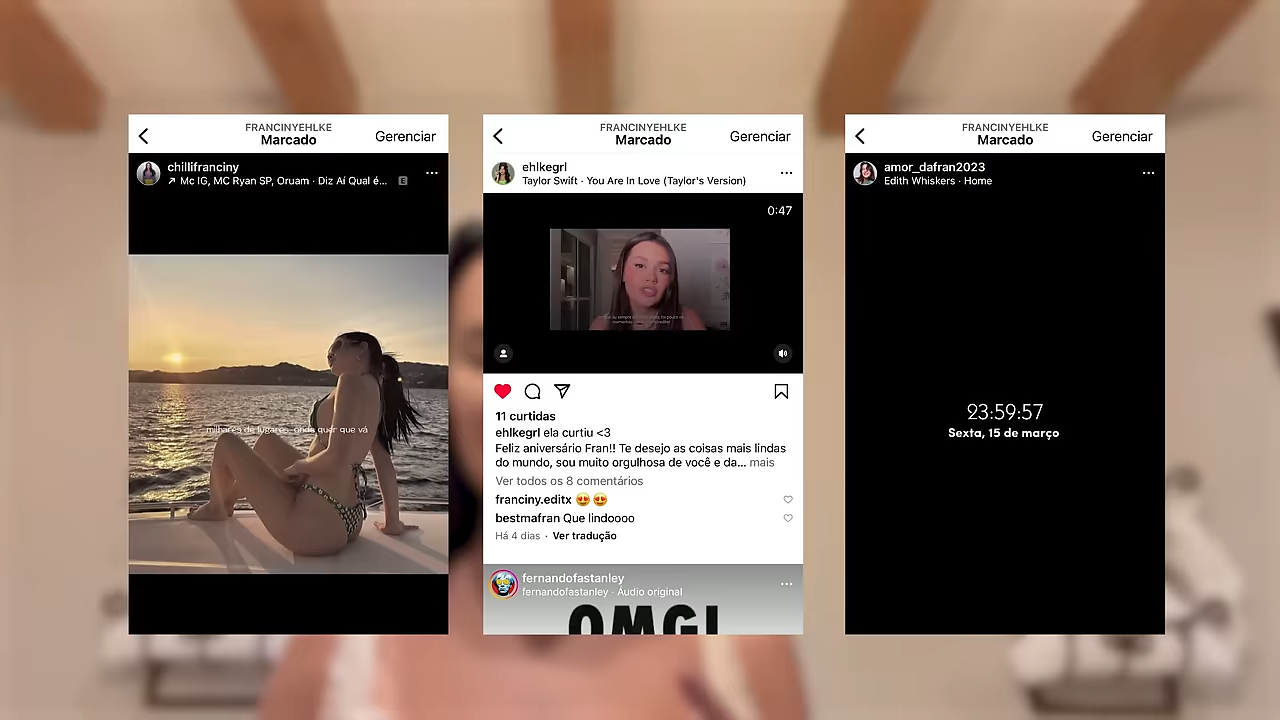 FRANCINYEHLKE
Marcado
Gerenciar
chillifranciny
Mc IG, MC Ryan SP, Oruam · Diz Aí Qual é...
E
milhares de lugares, onde quer que vá
FRANCINYEHLKE
Marcado
Gerenciar
ehlkegrl
Taylor Swift · You Are In Love (Taylor's Version)
0:47
11 curtidas
ehlkegrl ela curtiu <3
Feliz aniversário Fran!! Te desejo as coisas mais lindas
do mundo, sou muito orgulhosa de você e da... mais
Ver todos os 8 comentários
franciny.editx 😍 😍
bestmafran Que lindoooo
Há 4 dias · Ver tradução
fernandofastanley
fernandofastanley · Áudio original
OMG!
FRANCINYEHLKE
Marcado
Gerenciar
amor_dafran2023
Edith Whiskers · Home
23:59:57
Sexta, 15 de março